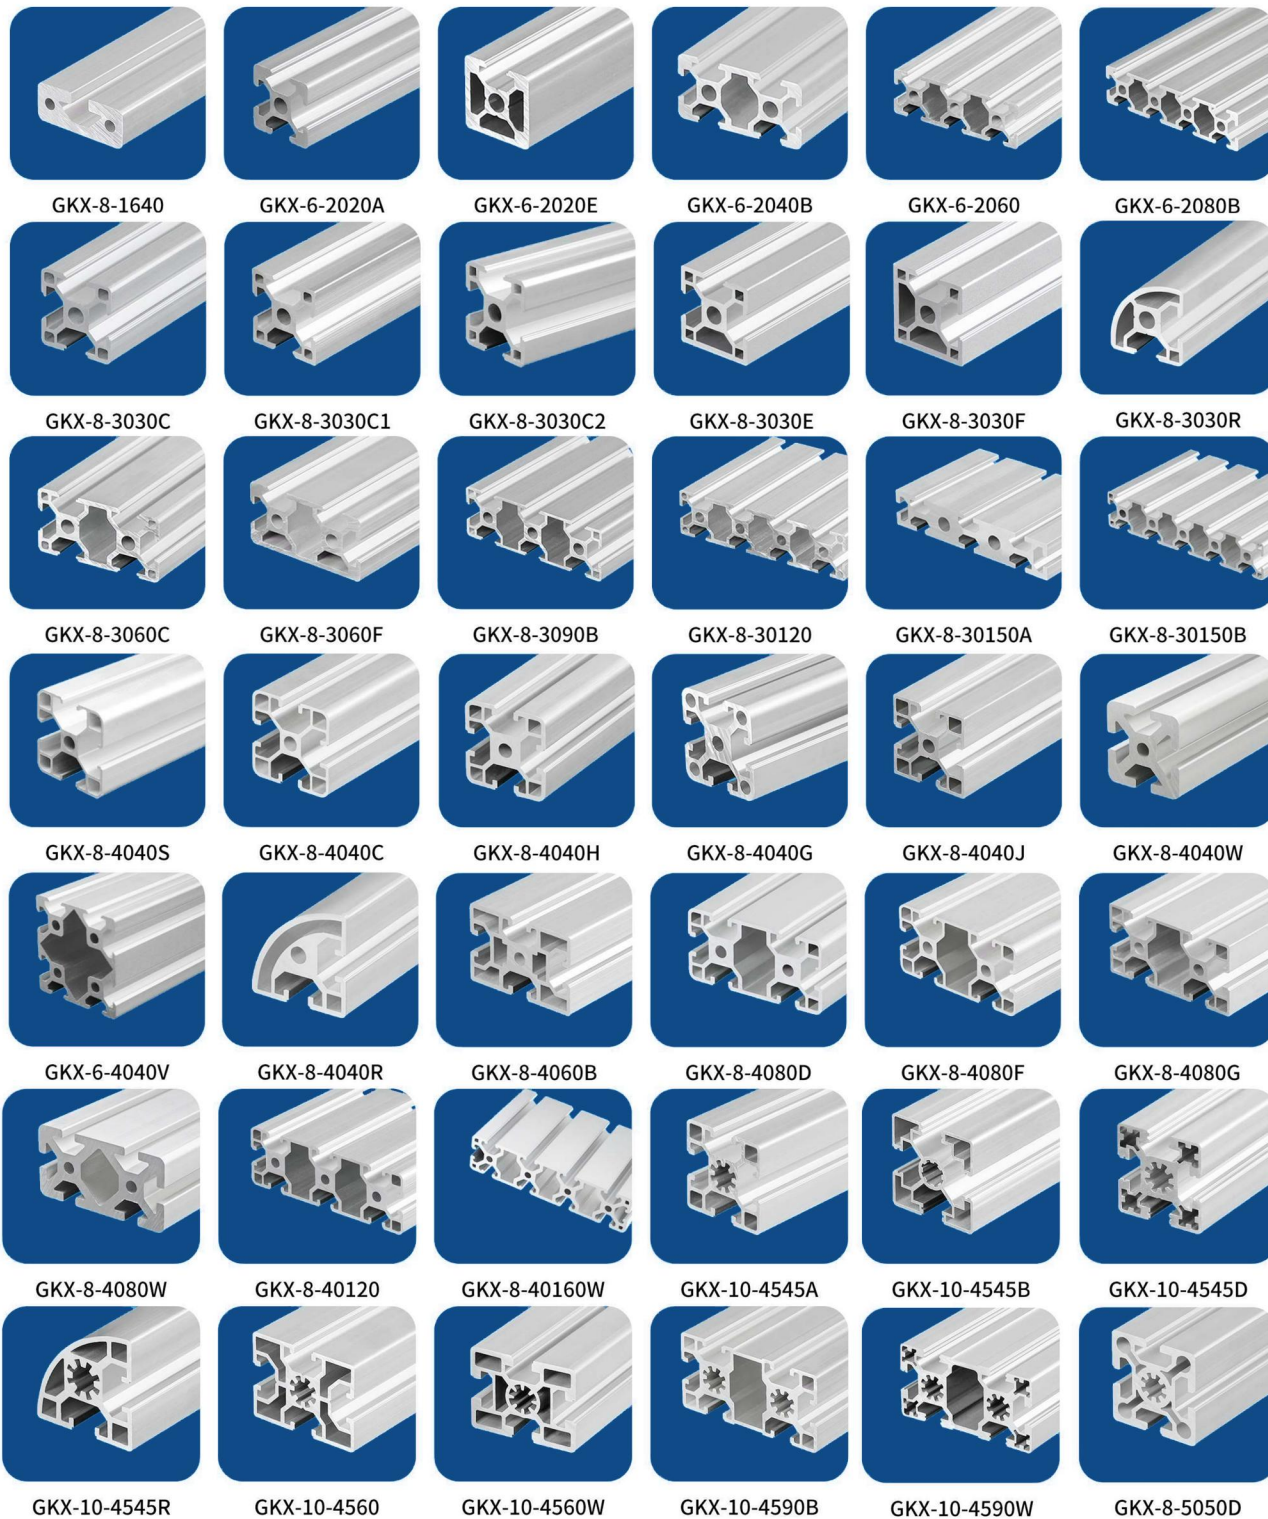 GKX-8-1640 GKX-6-2020A GKX-6-2020E GKX-6-2040B GKX-6-2060 GKX-6-2080B
GKX-8-3030C GKX-8-3030C1 GKX-8-3030C2 GKX-8-3030E GKX-8-3030F GKX-8-3030R
GKX-8-3060C GKX-8-3060F GKX-8-3090B GKX-8-30120 GKX-8-30150A GKX-8-30150B
GKX-8-4040S GKX-8-4040C GKX-8-4040H GKX-8-4040G GKX-8-4040J GKX-8-4040W
GKX-6-4040V GKX-8-4040R GKX-8-4060B GKX-8-4080D GKX-8-4080F GKX-8-4080G
GKX-8-4080W GKX-8-40120 GKX-8-40160W GKX-10-4545A GKX-10-4545B GKX-10-4545D
GKX-10-4545R GKX-10-4560 GKX-10-4560W GKX-10-4590B GKX-10-4590W GKX-8-5050D